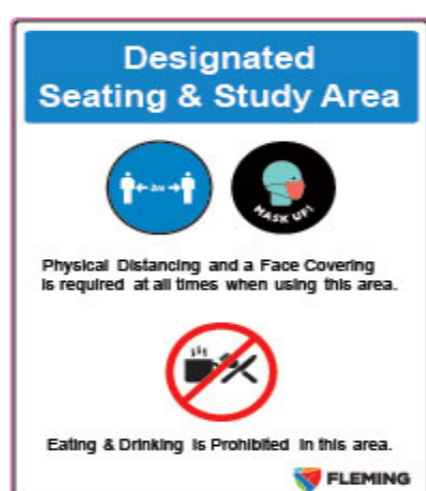 Designated
Seating & Study Area
2m
MASK UP!
Physical Distancing and a Face Covering
is required at all times when using this area.
Eating & Drinking is Prohibited in this area.
FLEMING